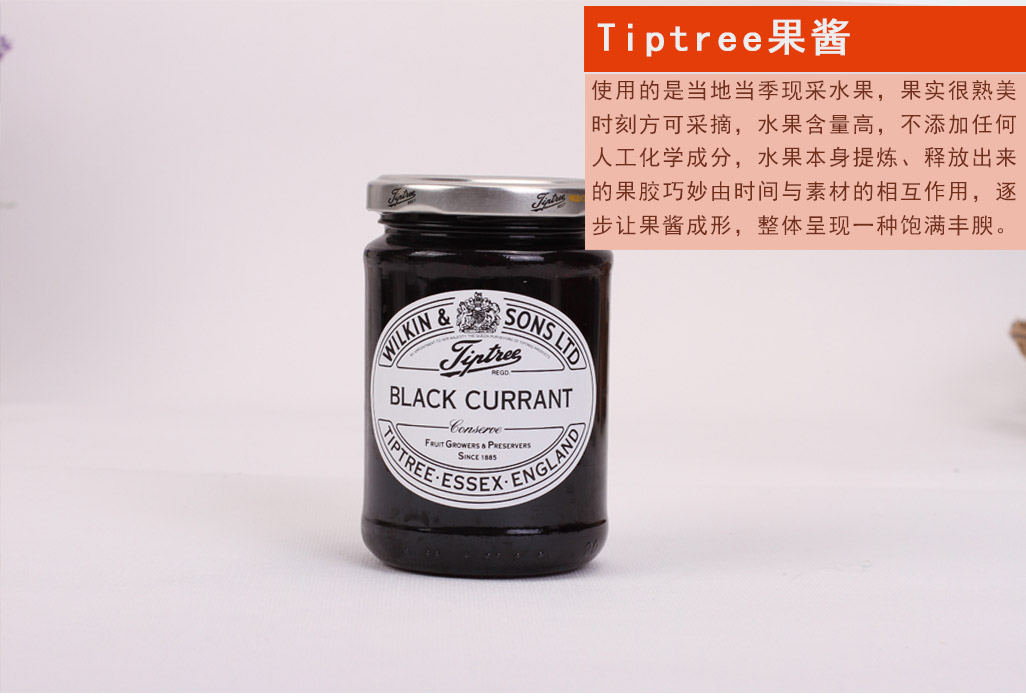 Tiptree果酱
使用的是当地当季现采水果，果实很熟美
时刻方可采摘，水果含量高，不添加任何
人工化学成分，水果本身提炼、释放出来
的果胶巧妙由时间与素材的相互作用，逐
步让果酱成形，整体呈现一种饱满丰腴。
Tiptree Tiptree
WILKIN & SONS LTD
Tiptree
REGD.
BLACK CURRANT
Conserve
FRUIT GROWERS & PRESERVERS
SINCE 1885
TIPTREE·ESSEX·ENGLAND